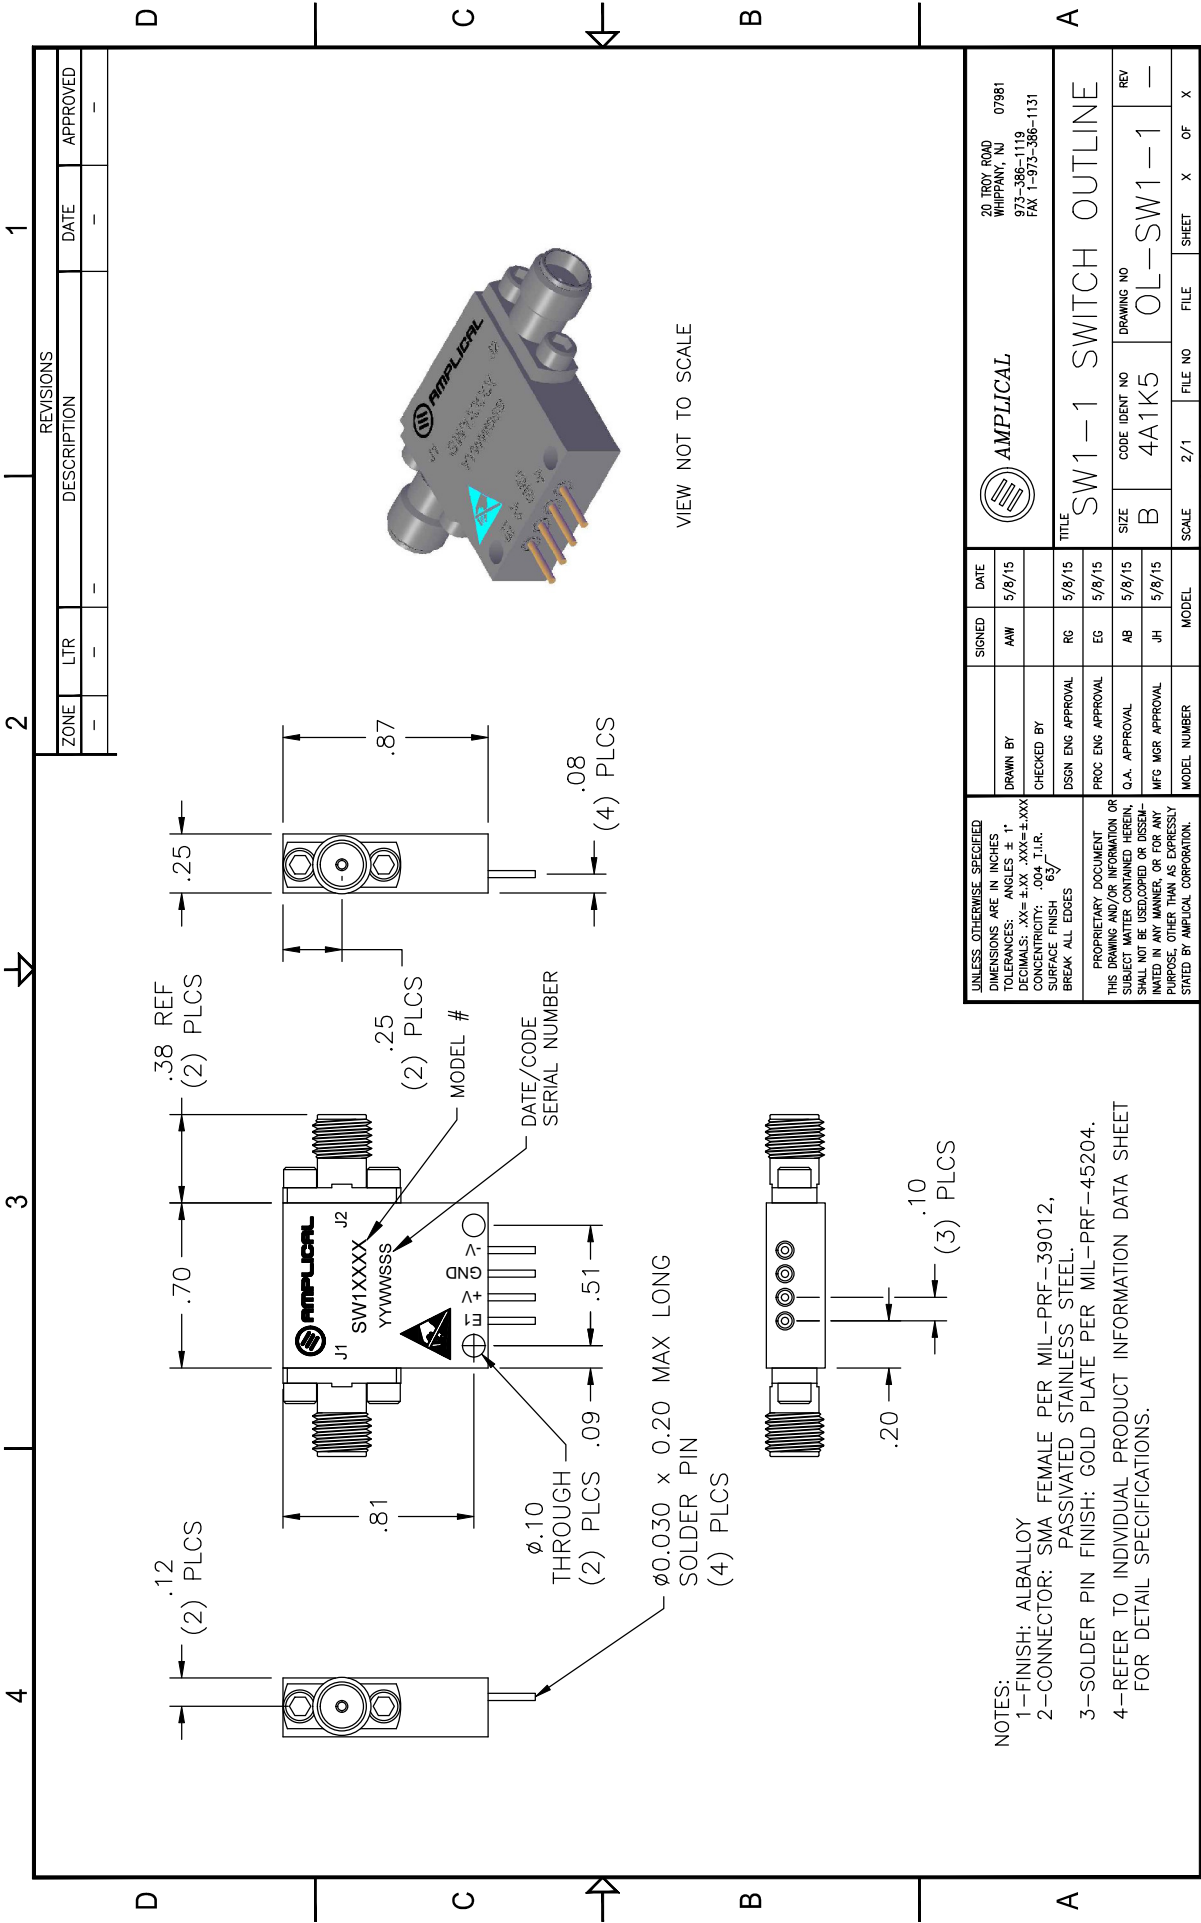 4
3
2
1
D
C
B
A
D
C
B
A
REVISIONS
ZONE LTR DESCRIPTION DATE APPROVED
- - - - -
.12
(2) PLCS
.70
.38 REF
(2) PLCS
.25
.81
.87
.25
(2) PLCS
.08
(4) PLCS
AMPLICAL
J1
J2
SW1XXXX
YYWWSSS
E1
+V
GND
-V
MODEL #
DATE/CODE
SERIAL NUMBER
ø.10
THROUGH
(2) PLCS
.09
.51
ø0.030 x 0.20 MAX LONG
SOLDER PIN
(4) PLCS
.20
.10
(3) PLCS
AMPLICAL
J1
J2
VIEW NOT TO SCALE
NOTES:
1-FINISH: ALBALLOY
2-CONNECTOR: SMA FEMALE PER MIL-PRF-39012,
PASSIVATED STAINLESS STEEL.
3-SOLDER PIN FINISH: GOLD PLATE PER MIL-PRF-45204.
4-REFER TO INDIVIDUAL PRODUCT INFORMATION DATA SHEET
FOR DETAIL SPECIFICATIONS.
UNLESS OTHERWISE SPECIFIED
DIMENSIONS ARE IN INCHES
TOLERANCES: ANGLES ± 1°
DECIMALS: .XX= ±.XX .XXX=±.XXX
CONCENTRICITY: .004 T.I.R.
SURFACE FINISH 63
BREAK ALL EDGES
PROPRIETARY DOCUMENT
THIS DRAWING AND/OR INFORMATION OR
SUBJECT MATTER CONTAINED HEREIN,
SHALL NOT BE USED,COPIED OR DISSEM-
INATED IN ANY MANNER, OR FOR ANY
PURPOSE, OTHER THAN AS EXPRESSLY
STATED BY AMPLICAL CORPORATION.
SIGNED DATE
DRAWN BY AAW 5/8/15
CHECKED BY
DSGN ENG APPROVAL RG 5/8/15
PROC ENG APPROVAL EG 5/8/15
Q.A. APPROVAL AB 5/8/15
MFG MGR APPROVAL JH 5/8/15
MODEL NUMBER MODEL
AMPLICAL
20 TROY ROAD
WHIPPANY, NJ 07981
973-386-1119
FAX 1-973-386-1131
TITLE
SW1-1 SWITCH OUTLINE
SIZE CODE IDENT NO DRAWING NO REV
B 4A1K5 OL-SW1-1 —
SCALE 2/1 FILE NO FILE SHEET X OF X